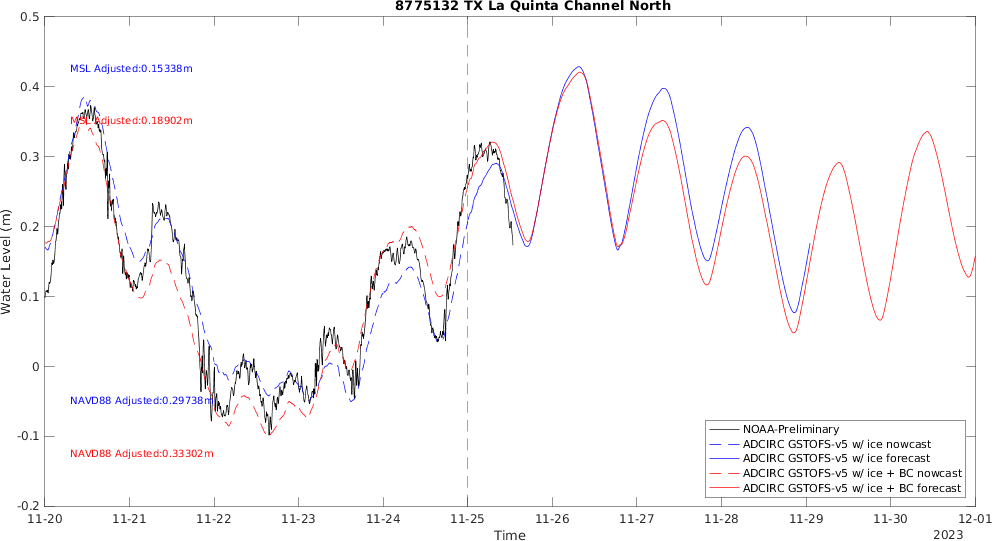 8775132 TX La Quinta Channel North
0.5
0.4
0.3
0.2
0.1
0
-0.1
-0.2
Water Level (m)
MSL Adjusted:0.15338m
MSL Adjusted:0.18902m
NAVD88 Adjusted:0.29738m
NAVD88 Adjusted:0.33302m
NOAA-Preliminary
ADCIRC GSTOFS-v5 w/ ice nowcast
ADCIRC GSTOFS-v5 w/ ice forecast
ADCIRC GSTOFS-v5 w/ ice + BC nowcast
ADCIRC GSTOFS-v5 w/ ice + BC forecast
11-20 11-21 11-22 11-23 11-24 11-25 11-26 11-27 11-28 11-29 11-30 12-01
Time
2023